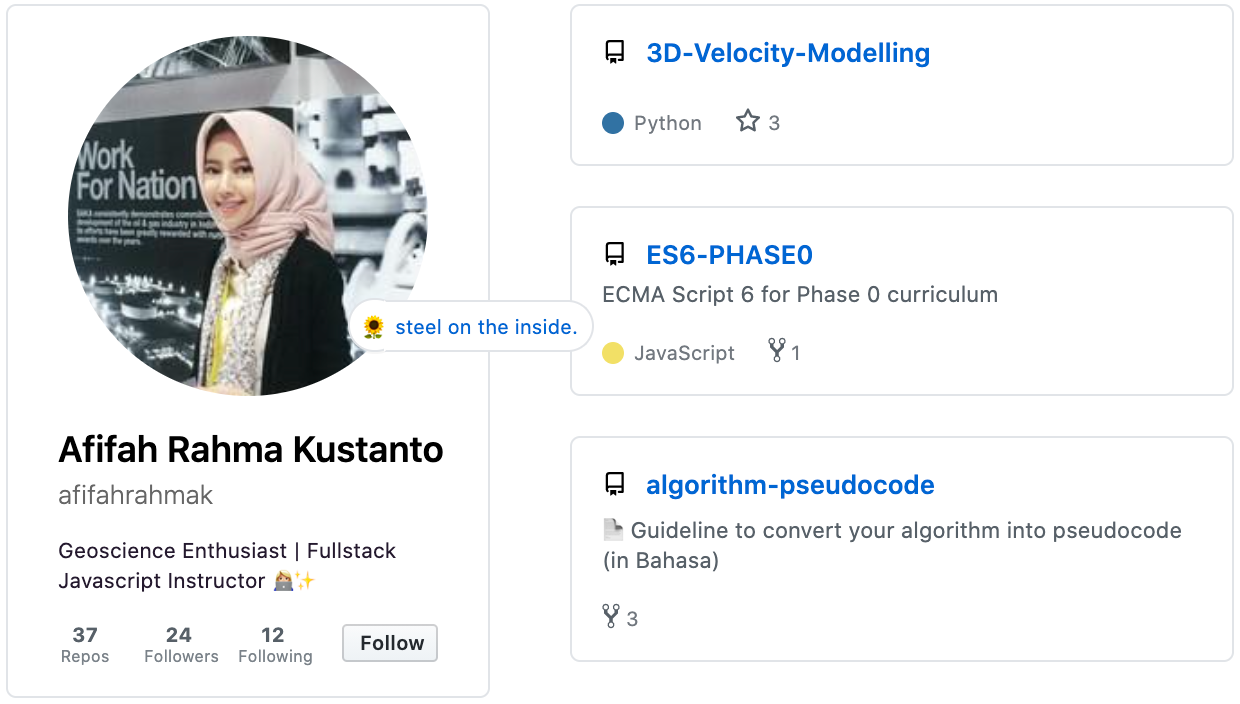 Work
For Nation
steel on the inside.
Afifah Rahma Kustanto
afifahrahmak
Geoscience Enthusiast | Fullstack
Javascript Instructor 👩🏼‍💻✨
37 24 12
Repos Followers Following
Follow
3D-Velocity-Modelling
Python 3
ES6-PHASE0
ECMA Script 6 for Phase 0 curriculum
JavaScript 1
algorithm-pseudocode
Guideline to convert your algorithm into pseudocode
(in Bahasa)
3